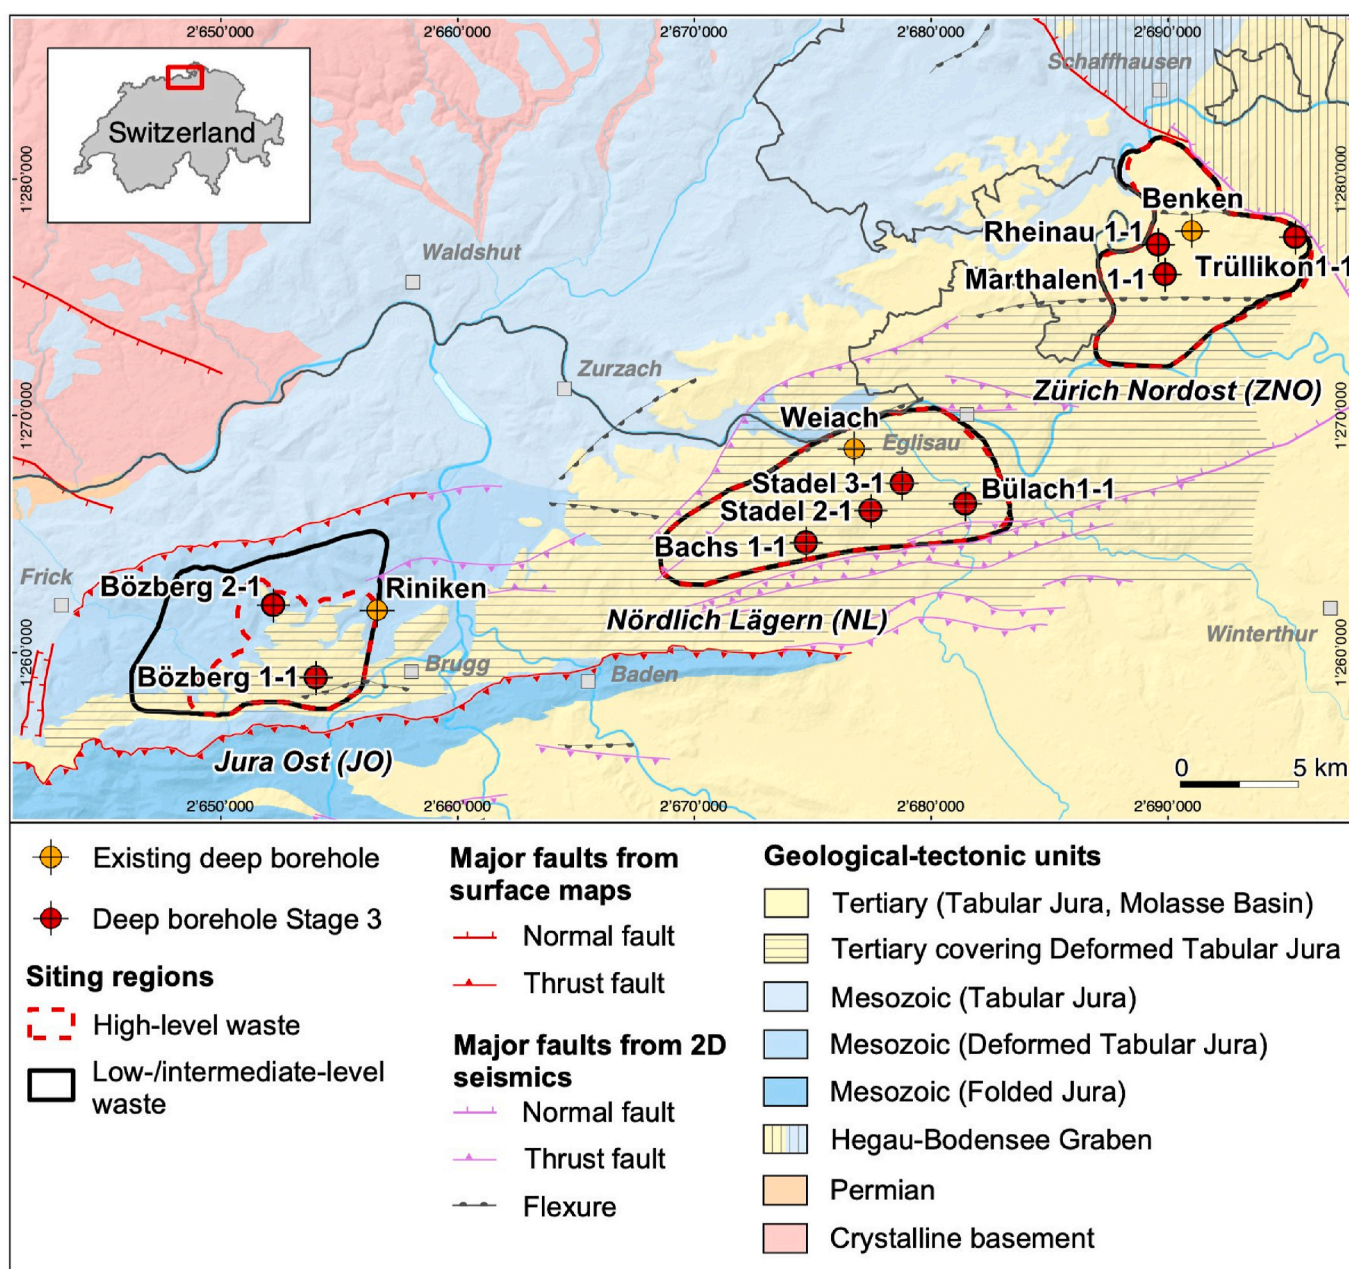 2'650'000
2'660'000
2'670'000
2'680'000
2'690'000
Schaffhausen
Switzerland
1'280'000
1'280'000
Benken
Rheinau 1-1
Waldshut
Marthalen 1-1
Trüllikon1-1
Zurzach
Zürich Nordost (ZNO)
1'270'000
1'270'000
Weiach
Eglisau
Stadel 3-1
Bülach1-1
Stadel 2-1
Bachs 1-1
Frick
Bözberg 2-1
Riniken
Nördlich Lägern (NL)
Winterthur
1'260'000
1'260'000
Bözberg 1-1
Brugg
Baden
Jura Ost (JO)
0
5 km
2'650'000
2'660'000
2'670'000
2'680'000
2'690'000
Existing deep borehole
Deep borehole Stage 3
Siting regions
High-level waste
Low-/intermediate-level
waste
Major faults from
surface maps
Normal fault
Thrust fault
Major faults from 2D
seismics
Normal fault
Thrust fault
Flexure
Geological-tectonic units
Tertiary (Tabular Jura, Molasse Basin)
Tertiary covering Deformed Tabular Jura
Mesozoic (Tabular Jura)
Mesozoic (Deformed Tabular Jura)
Mesozoic (Folded Jura)
Hegau-Bodensee Graben
Permian
Crystalline basement